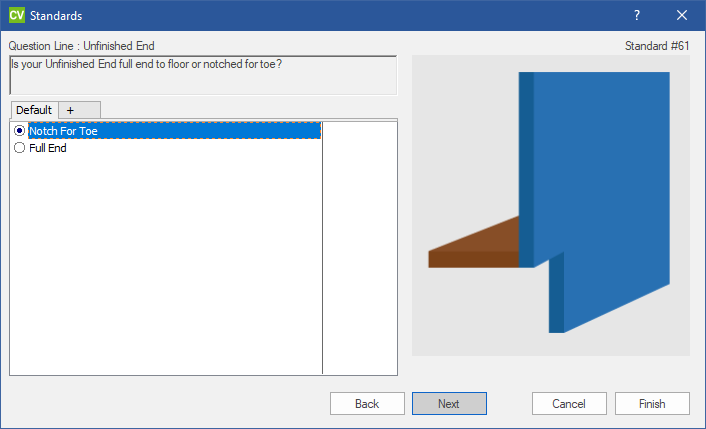 CV Standards ?
Question Line : Unfinished End Standard #61
Is your Unfinished End full end to floor or notched for toe?
Default +
Notch For Toe
Full End
Back Next Cancel Finish